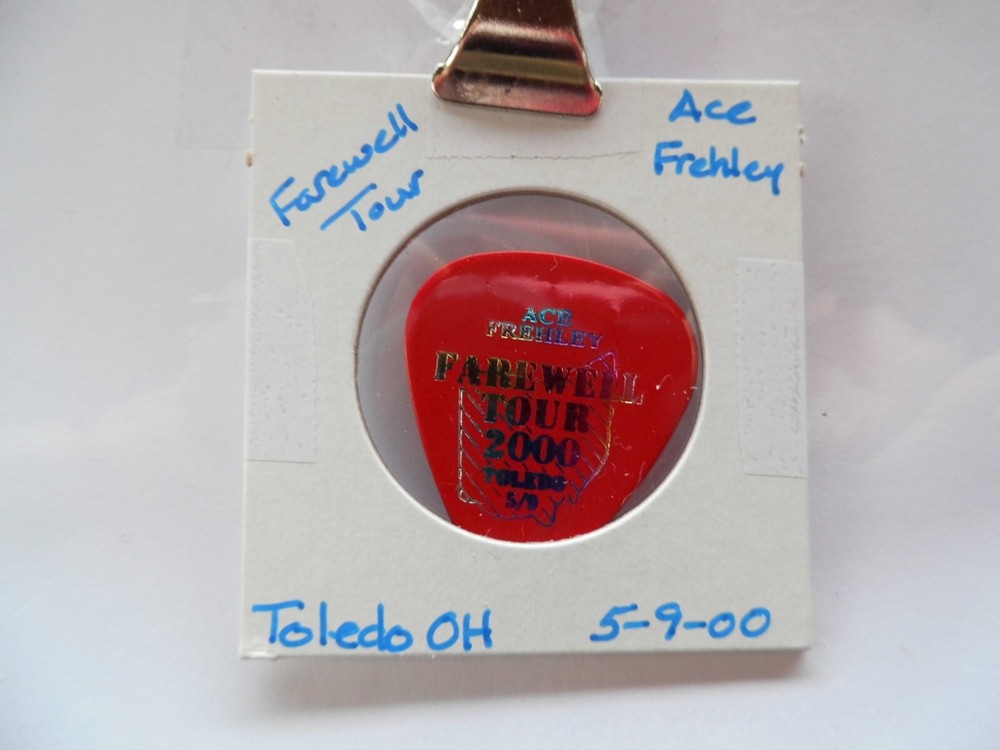 Farewell
Tour
Ace
Frehley
ACE
FREHLEY
FAREWELL
TOUR
2000
TOLEDO
5/9
Toledo OH
5-9-00